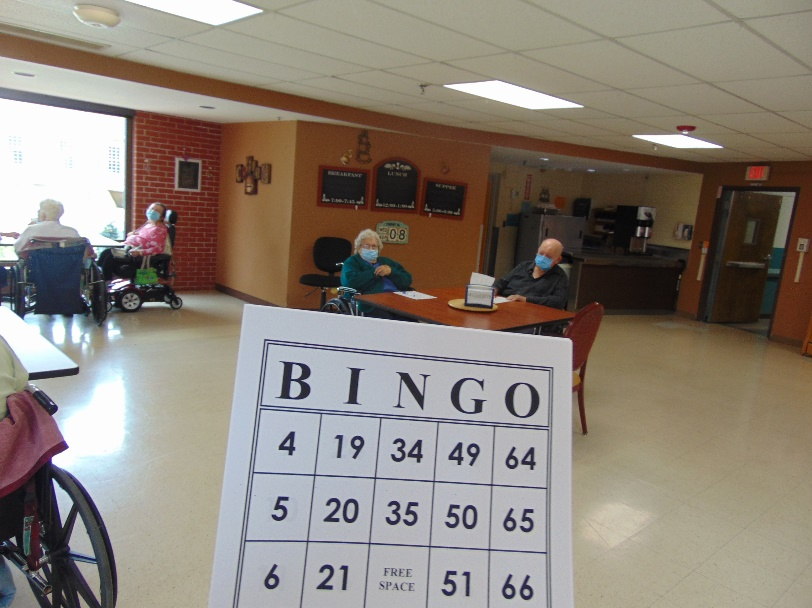 BREAKFAST
LUNCH
SUPPER
08
B I N G O
4 19 34 49 64
5 20 35 50 65
6 21 FREE SPACE 51 66